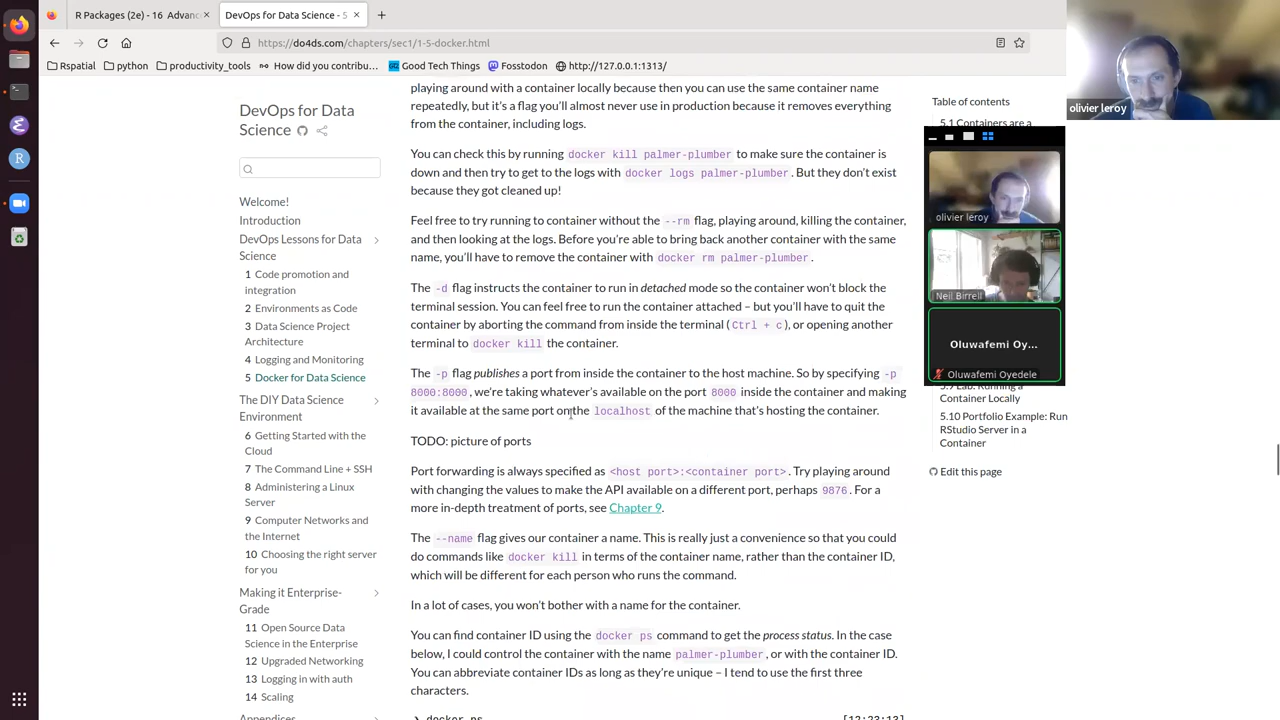 R Packages (2e) - 16 Advanc
DevOps for Data Science - 5
https://do4ds.com/chapters/sec1/1-5-docker.html
Rspatial
python
productivity_tools
How did you contribu...
Good Tech Things
Fosstodon
http://127.0.0.1:1313/
DevOps for Data
Science
Welcome!
Introduction
DevOps Lessons for Data
Science
1 Code promotion and
integration
2 Environments as Code
3 Data Science Project
Architecture
4 Logging and Monitoring
5 Docker for Data Science
The DIY Data Science
Environment
6 Getting Started with the
Cloud
7 The Command Line + SSH
8 Administering a Linux
Server
9 Computer Networks and
the Internet
10 Choosing the right server
for you
Making it Enterprise-
Grade
11 Open Source Data
Science in the Enterprise
12 Upgraded Networking
13 Logging in with auth
14 Scaling
Appendices
playing around with a container locally because then you can use the same container name
repeatedly, but it's a flag you'll almost never use in production because it removes everything
from the container, including logs.
You can check this by running docker kill palmer-plumber to make sure the container is
down and then try to get to the logs with docker logs palmer-plumber. But they don't exist
because they got cleaned up!
Feel free to try running to container without the --rm flag, playing around, killing the container,
and then looking at the logs. Before you're able to bring back another container with the same
name, you'll have to remove the container with docker rm palmer-plumber.
The -d flag instructs the container to run in detached mode so the container won't block the
terminal session. You can feel free to run the container attached – but you'll have to quit the
container by aborting the command from inside the terminal (Ctrl + c), or opening another
terminal to docker kill the container.
The -p flag publishes a port from inside the container to the host machine. So by specifying -p
8000:8000, we're taking whatever's available on the port 8000 inside the container and making
it available at the same port on the localhost of the machine that's hosting the container.
TODO: picture of ports
Port forwarding is always specified as <host port>:<container port>. Try playing around
with changing the values to make the API available on a different port, perhaps 9876. For a
more in-depth treatment of ports, see Chapter 9.
The --name flag gives our container a name. This is really just a convenience so that you could
do commands like docker kill in terms of the container name, rather than the container ID,
which will be different for each person who runs the command.
In a lot of cases, you won't bother with a name for the container.
You can find container ID using the docker ps command to get the process status. In the case
below, I could control the container with the name palmer-plumber, or with the container ID.
You can abbreviate container IDs as long as they're unique – I tend to use the first three
characters.
❯ docker ps [12:23:13]
Table of contents
5.1 Containers are a
5.9 Lab: Running a
Container Locally
5.10 Portfolio Example: Run
RStudio Server in a
Container
Edit this page
olivier leroy
olivier leroy
Neil Birrell
Oluwafemi Oy...
Oluwafemi Oyedele